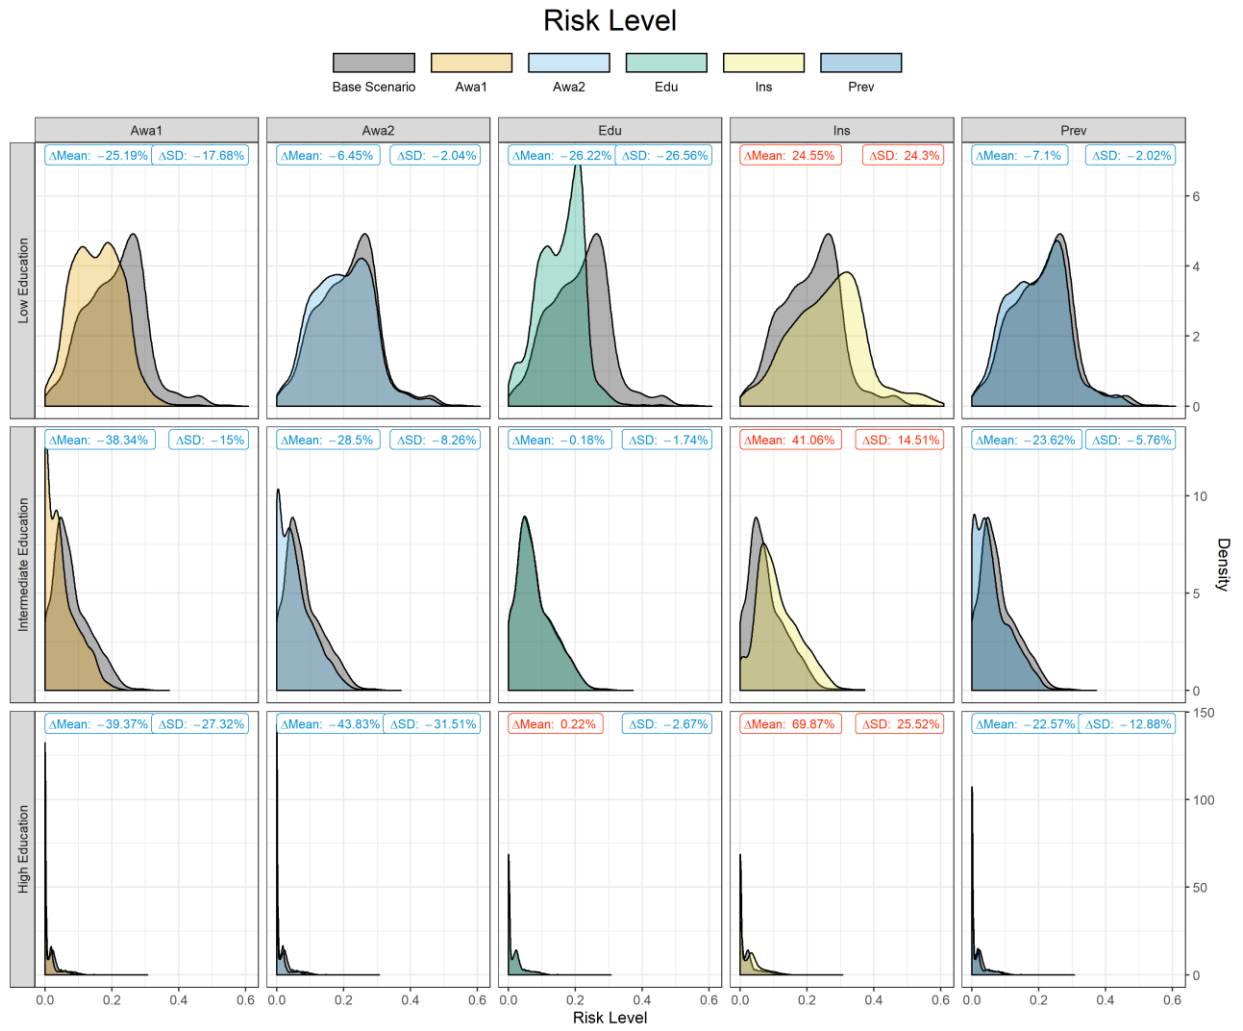 Risk Level
Base Scenario Awa1 Awa2 Edu Ins Prev
Awa1 Awa2 Edu Ins Prev
Low Education
ΔMean: −25.19% ΔSD: −17.68% ΔMean: −6.45% ΔSD: −2.04% ΔMean: −26.22% ΔSD: −26.56% ΔMean: 24.55% ΔSD: 24.3% ΔMean: −7.1% ΔSD: −2.02%
6
4
2
0
Intermediate Education
ΔMean: −38.34% ΔSD: −15% ΔMean: −28.5% ΔSD: −8.26% ΔMean: −0.18% ΔSD: −1.74% ΔMean: 41.06% ΔSD: 14.51% ΔMean: −23.62% ΔSD: −5.76%
10
5
0
Density
High Education
ΔMean: −39.37% ΔSD: −27.32% ΔMean: −43.83% ΔSD: −31.51% ΔMean: 0.22% ΔSD: −2.67% ΔMean: 69.87% ΔSD: 25.52% ΔMean: −22.57% ΔSD: −12.88%
150
100
50
0
0.0 0.2 0.4 0.6 0.0 0.2 0.4 0.6 0.0 0.2 0.4 0.6 0.0 0.2 0.4 0.6 0.0 0.2 0.4 0.6
Risk Level